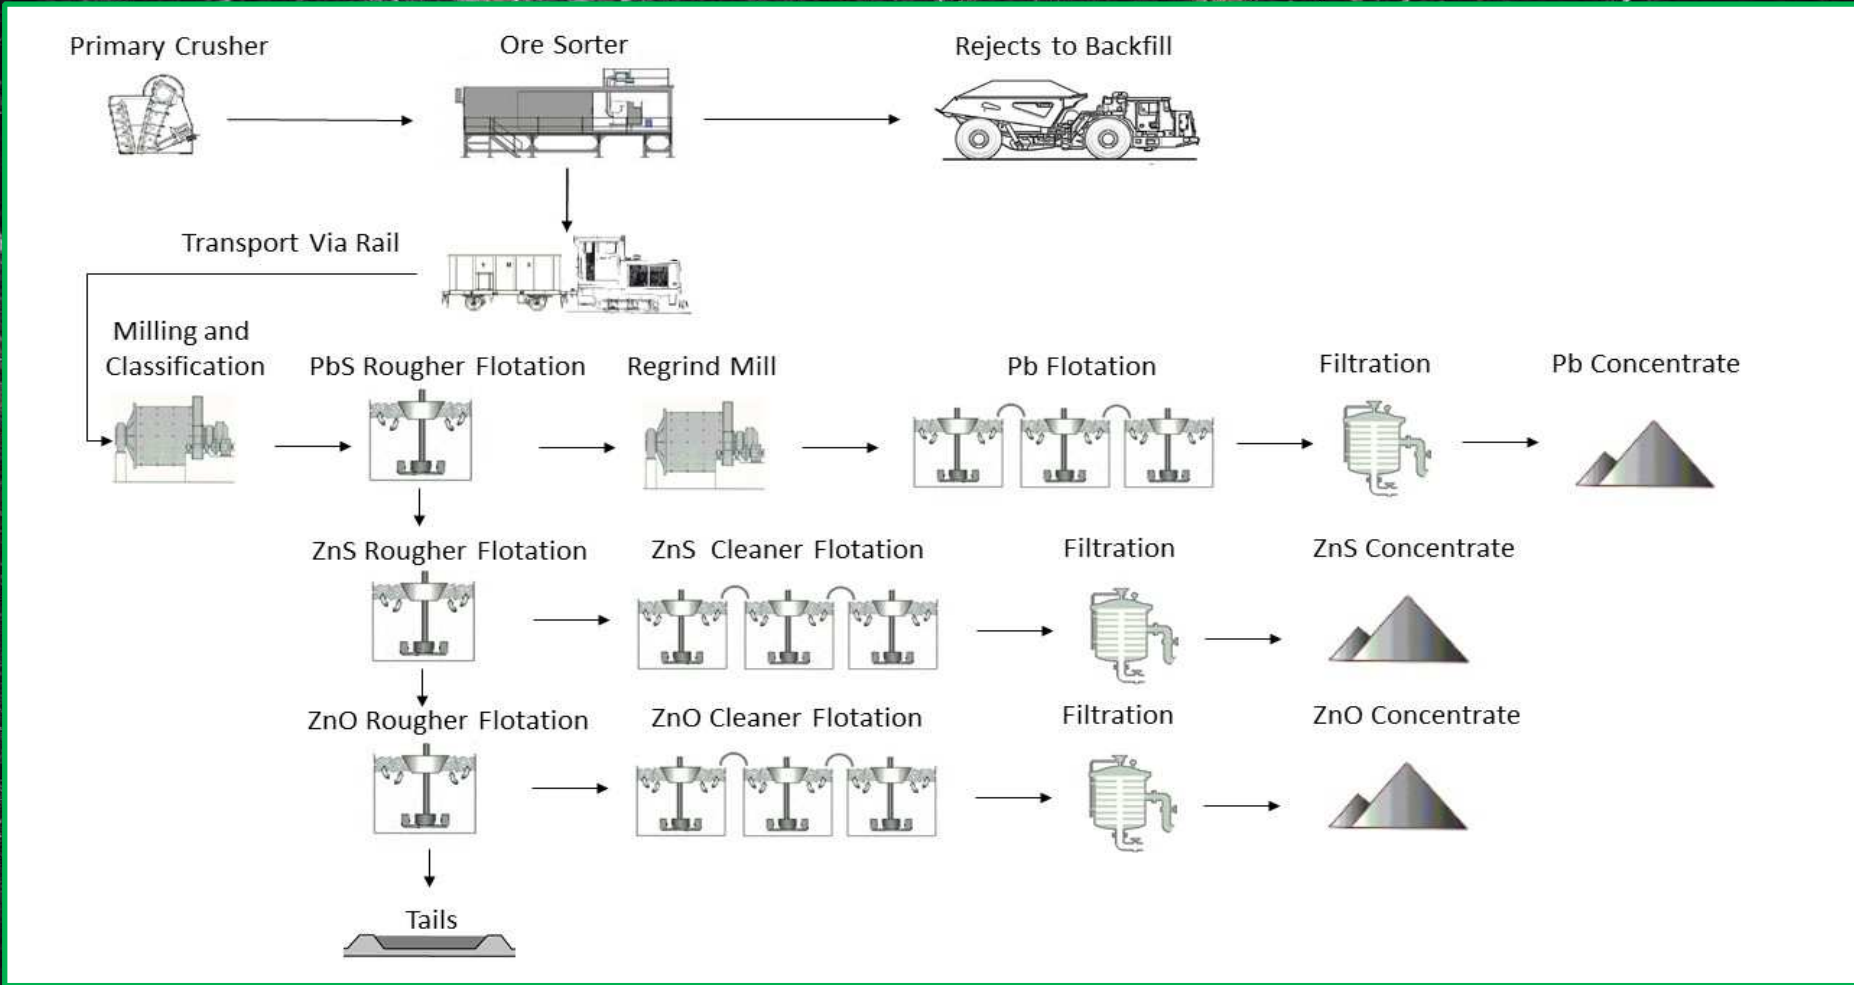 Primary Crusher
Ore Sorter
Rejects to Backfill
Transport Via Rail
Milling and
Classification
PbS Rougher Flotation
Regrind Mill
Pb Flotation
Filtration
Pb Concentrate
ZnS Rougher Flotation
ZnS Cleaner Flotation
Filtration
ZnS Concentrate
ZnO Rougher Flotation
ZnO Cleaner Flotation
Filtration
ZnO Concentrate
Tails